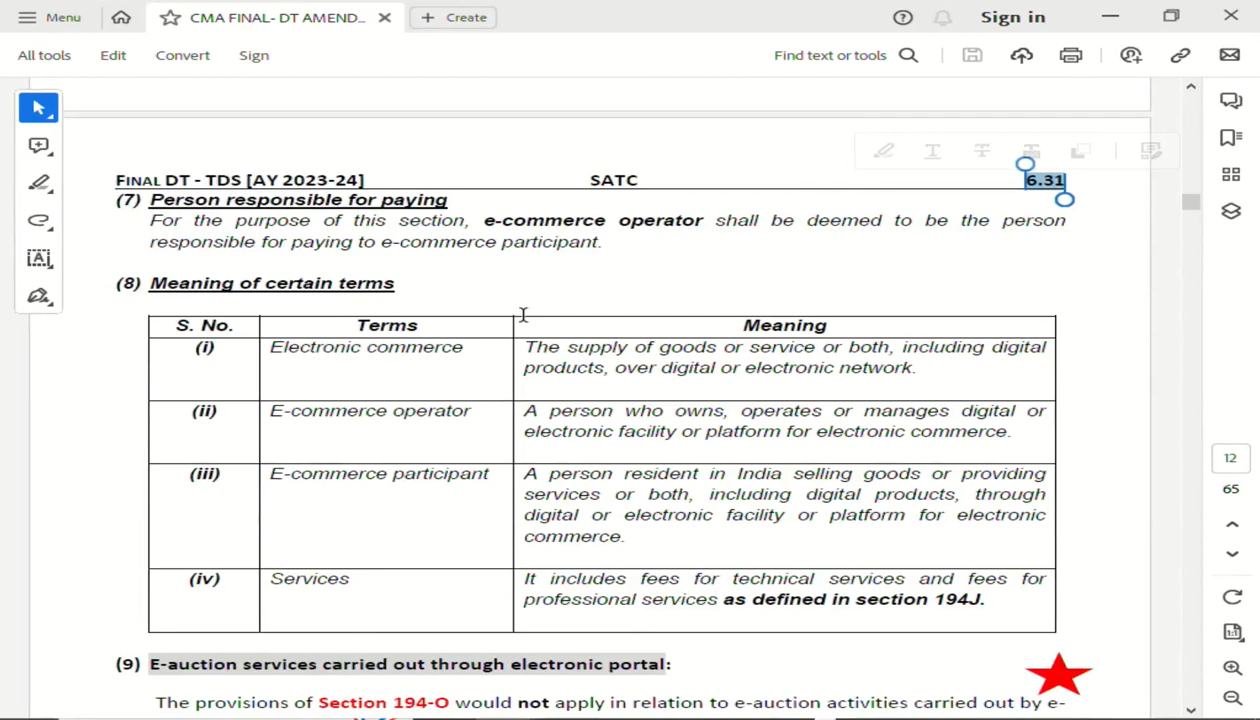 Menu CMA FINAL- DT AMEND... Create Sign in
All tools Edit Convert Sign Find text or tools
FINAL DT - TDS [AY 2023-24] SATC 6.31
(7) Person responsible for paying
For the purpose of this section, e-commerce operator shall be deemed to be the person
responsible for paying to e-commerce participant.
(8) Meaning of certain terms
S. No. Terms Meaning
(i) Electronic commerce The supply of goods or service or both, including digital
products, over digital or electronic network.
(ii) E-commerce operator A person who owns, operates or manages digital or
electronic facility or platform for electronic commerce.
(iii) E-commerce participant A person resident in India selling goods or providing
services or both, including digital products, through
digital or electronic facility or platform for electronic
commerce.
(iv) Services It includes fees for technical services and fees for
professional services as defined in section 194J.
(9) E-auction services carried out through electronic portal:
The provisions of Section 194-O would not apply in relation to e-auction activities carried out by e-
12
65